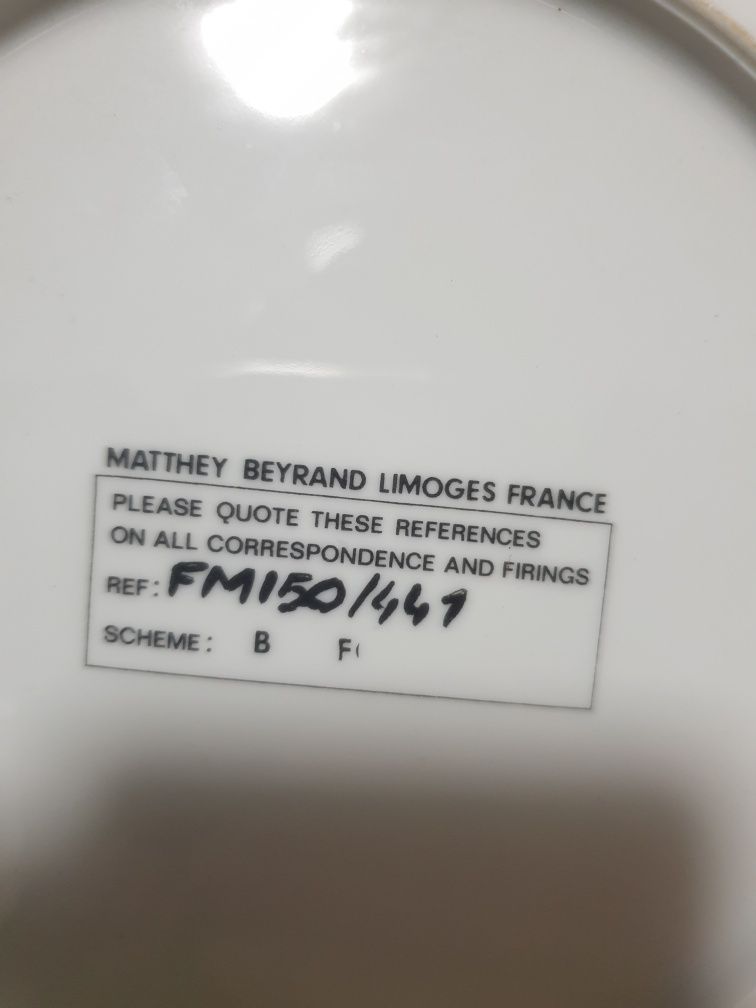 MATTHEY BEYRAND LIMOGES FRANCE
PLEASE QUOTE THESE REFERENCES
ON ALL CORRESPONDENCE AND FIRINGS
REF: FM150/441
SCHEME: B F